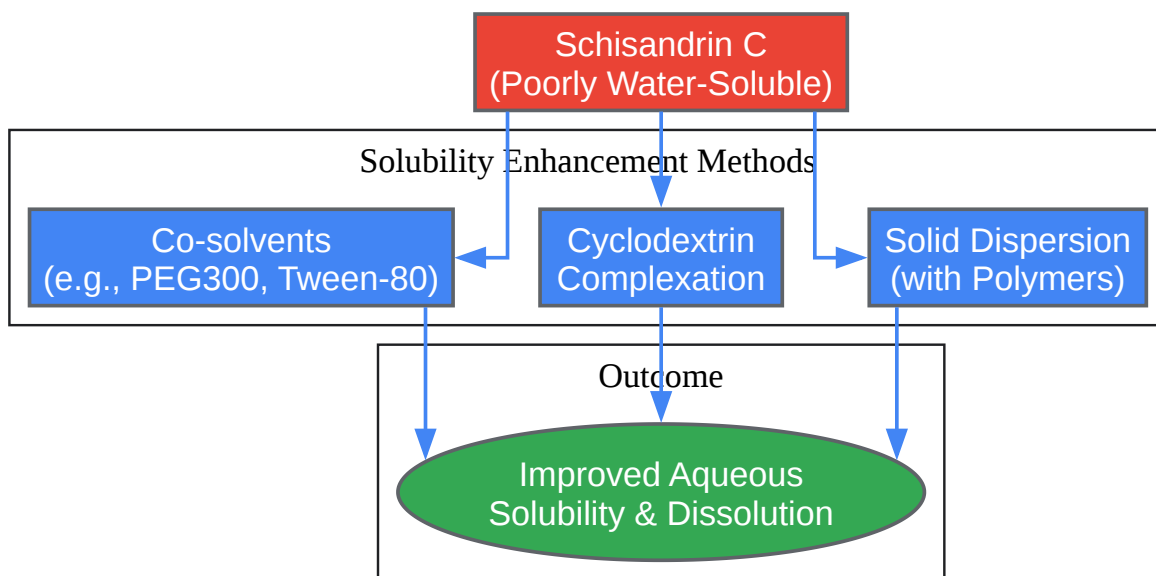 Schisandrin C
(Poorly Water-Soluble)
Solubility Enhancement Methods
Co-solvents
(e.g., PEG300, Tween-80)
Cyclodextrin
Complexation
Solid Dispersion
(with Polymers)
Outcome
Improved Aqueous
Solubility & Dissolution